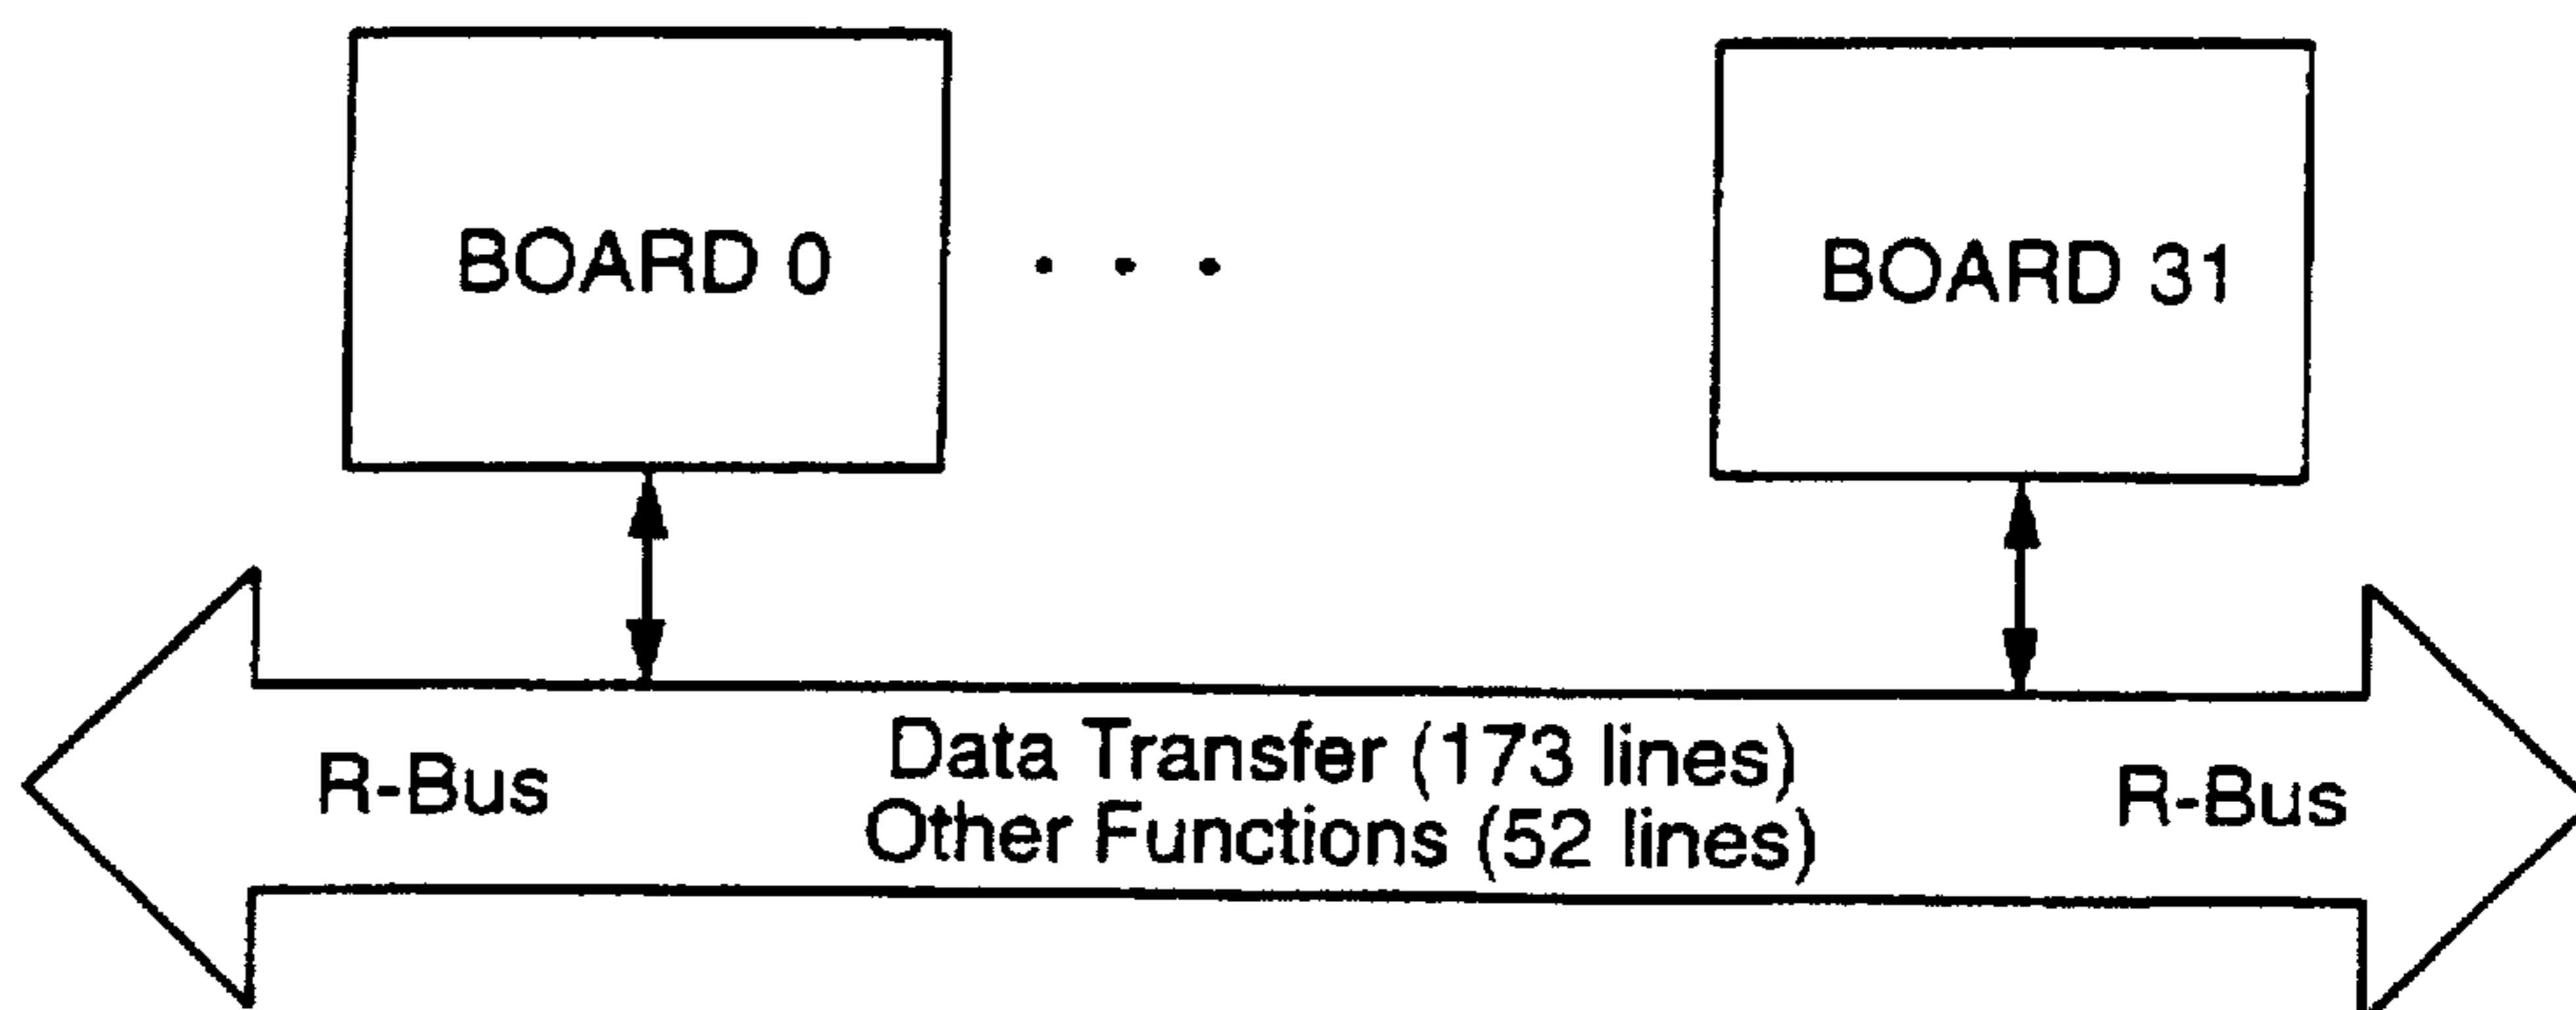 BOARD 0
. . .
BOARD 31
R-Bus
Data Transfer (173 lines)
Other Functions (52 lines)
R-Bus